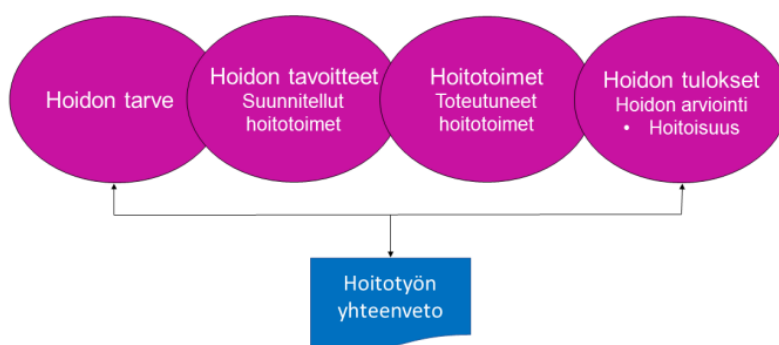 Hoidon tarve
Hoidon tavoitteet
Suunnitellut
hoitotoimet
Hoitotoimet
Toteutuneet
hoitotoimet
Hoidon tulokset
Hoidon arviointi
• Hoitoisuus
Hoitotyön
yhteenveto